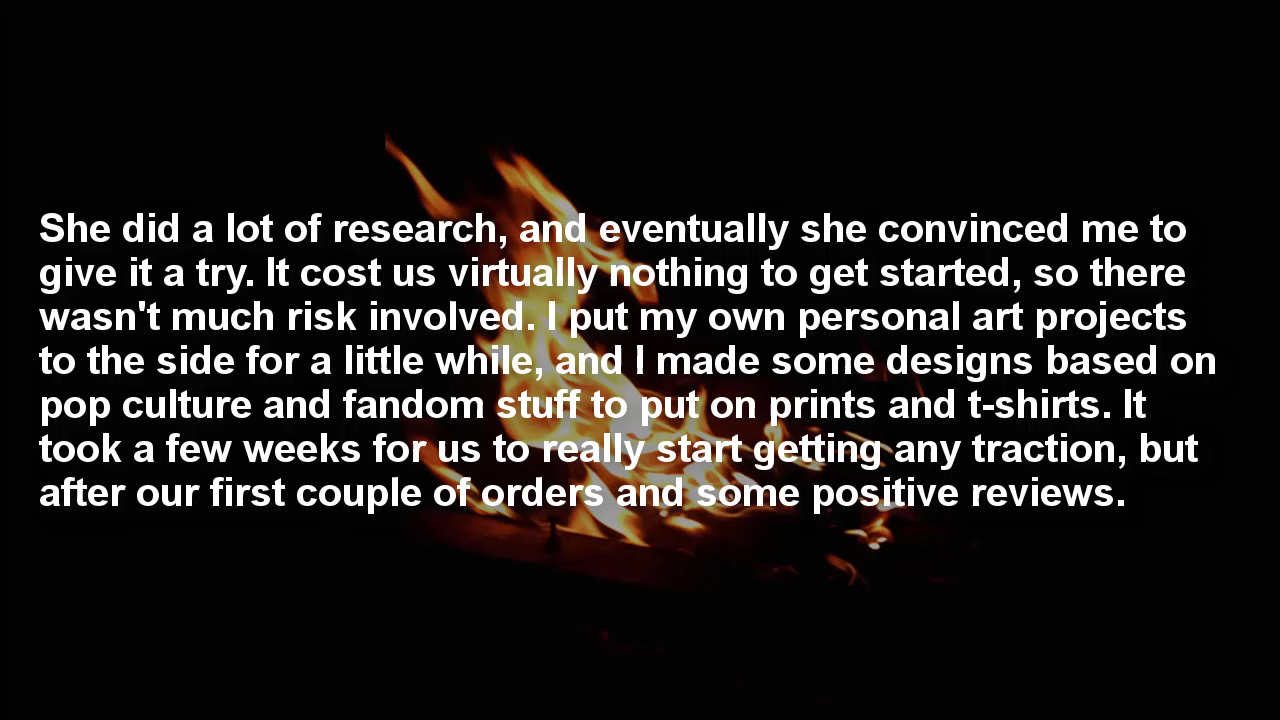 She did a lot of research, and eventually she convinced me to
give it a try. It cost us virtually nothing to get started, so there
wasn't much risk involved. I put my own personal art projects
to the side for a little while, and I made some designs based on
pop culture and fandom stuff to put on prints and t-shirts. It
took a few weeks for us to really start getting any traction, but
after our first couple of orders and some positive reviews.